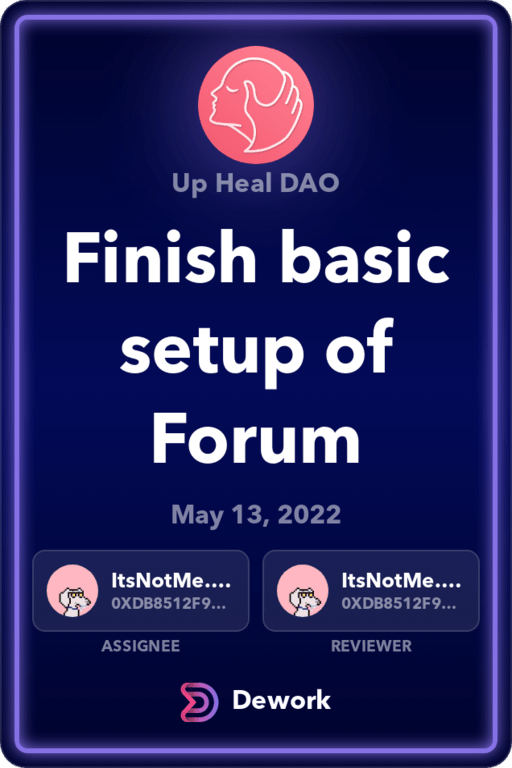 Up Heal DAO
Finish basic
setup of
Forum
May 13, 2022
ItsNotMe.... ItsNotMe....
0XDB8512F9... 0XDB8512F9...
ASSIGNEE REVIEWER
Dework